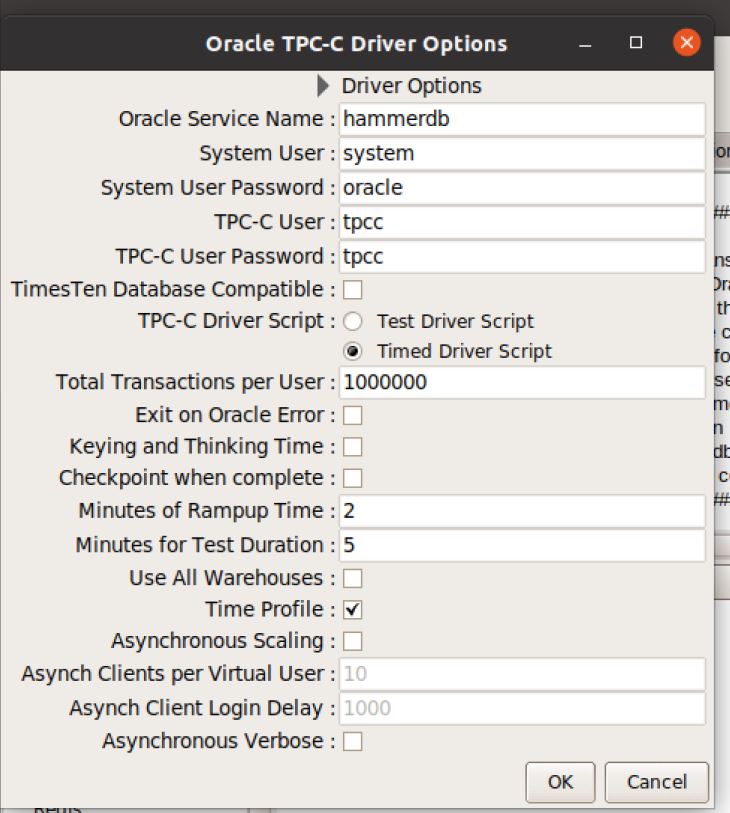 Oracle TPC-C Driver Options
Driver Options
Oracle Service Name : hammerdb
System User : system
System User Password : oracle
TPC-C User : tpcc
TPC-C User Password : tpcc
TimesTen Database Compatible :
TPC-C Driver Script : Test Driver Script
Timed Driver Script
Total Transactions per User : 1000000
Exit on Oracle Error :
Keying and Thinking Time :
Checkpoint when complete :
Minutes of Rampup Time : 2
Minutes for Test Duration : 5
Use All Warehouses :
Time Profile :
Asynchronous Scaling :
Asynch Clients per Virtual User : 10
Asynch Client Login Delay : 1000
Asynchronous Verbose :
OK Cancel